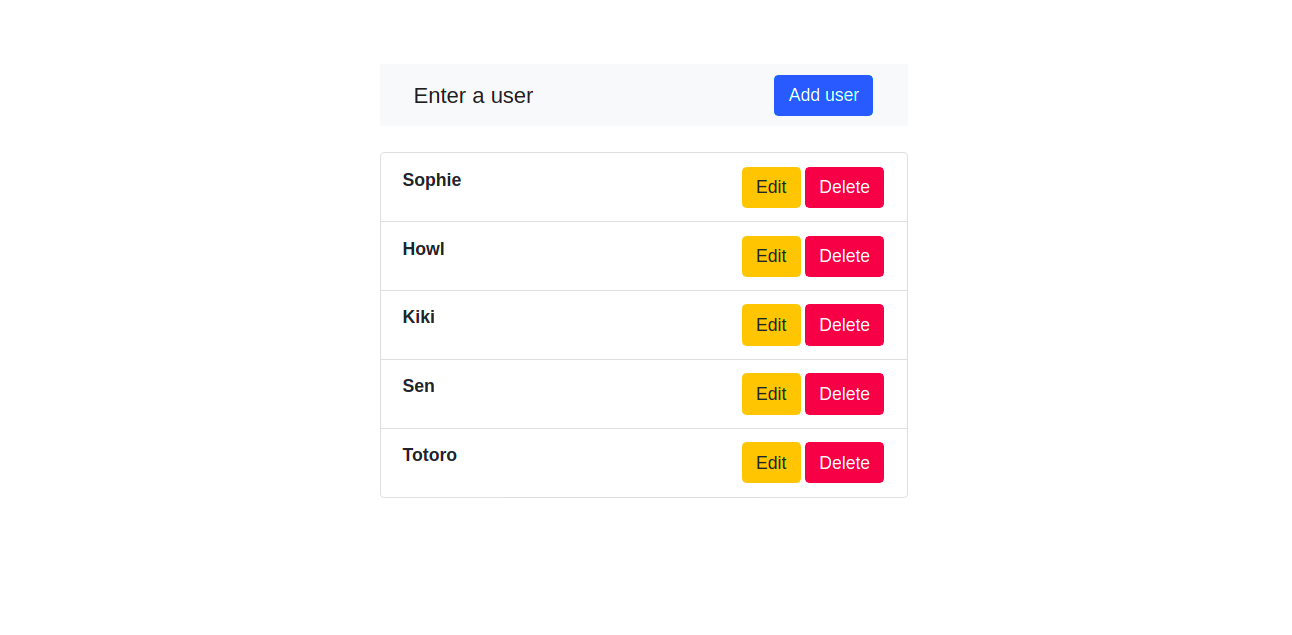 Enter a user Add user
Sophie Edit Delete
Howl Edit Delete
Kiki Edit Delete
Sen Edit Delete
Totoro Edit Delete